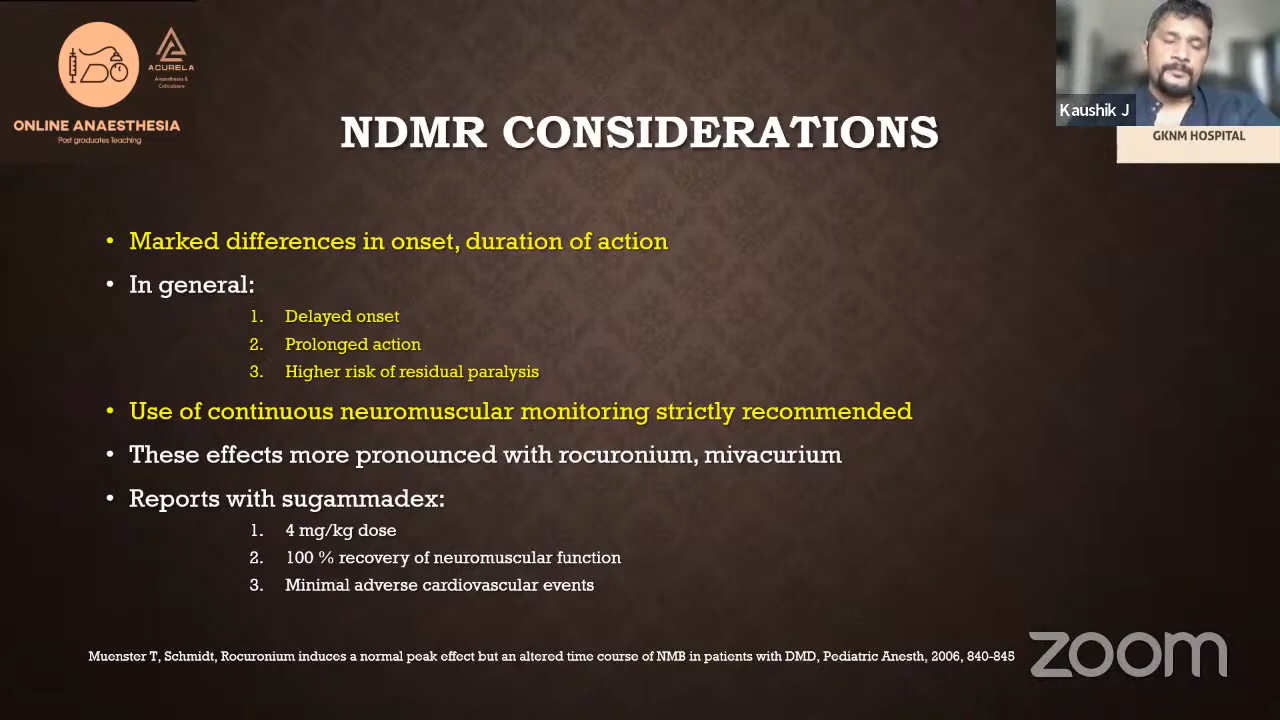 ACURELA
Anaesthesia &
Criticalcare
ONLINE ANAESTHESIA
Post graduates Teaching
Kaushik J
GKNM HOSPITAL
NDMR CONSIDERATIONS
• Marked differences in onset, duration of action
• In general:
1. Delayed onset
2. Prolonged action
3. Higher risk of residual paralysis
• Use of continuous neuromuscular monitoring strictly recommended
• These effects more pronounced with rocuronium, mivacurium
• Reports with sugammadex:
1. 4 mg/kg dose
2. 100 % recovery of neuromuscular function
3. Minimal adverse cardiovascular events
Muenster T, Schmidt, Rocuronium induces a normal peak effect but an altered time course of NMB in patients with DMD, Pediatric Anesth, 2006, 840-845
zoom